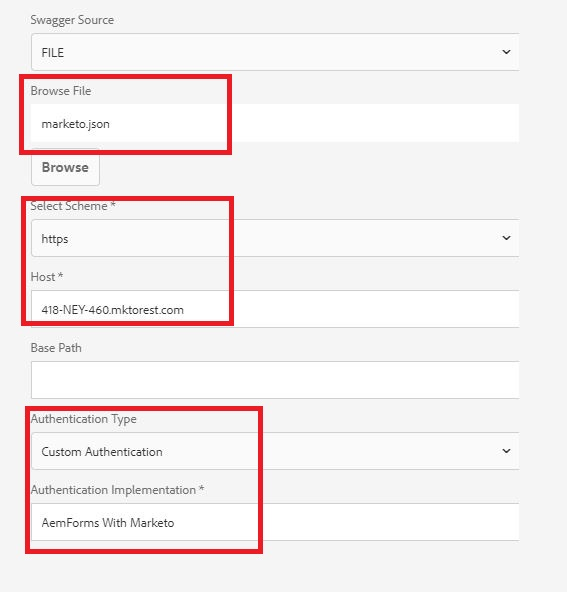 Swagger Source
FILE
Browse File
marketo.json
Browse
Select Scheme *
https
Host *
418-NEY-460.mktorest.com
Base Path
Authentication Type
Custom Authentication
Authentication Implementation *
AemForms With Marketo